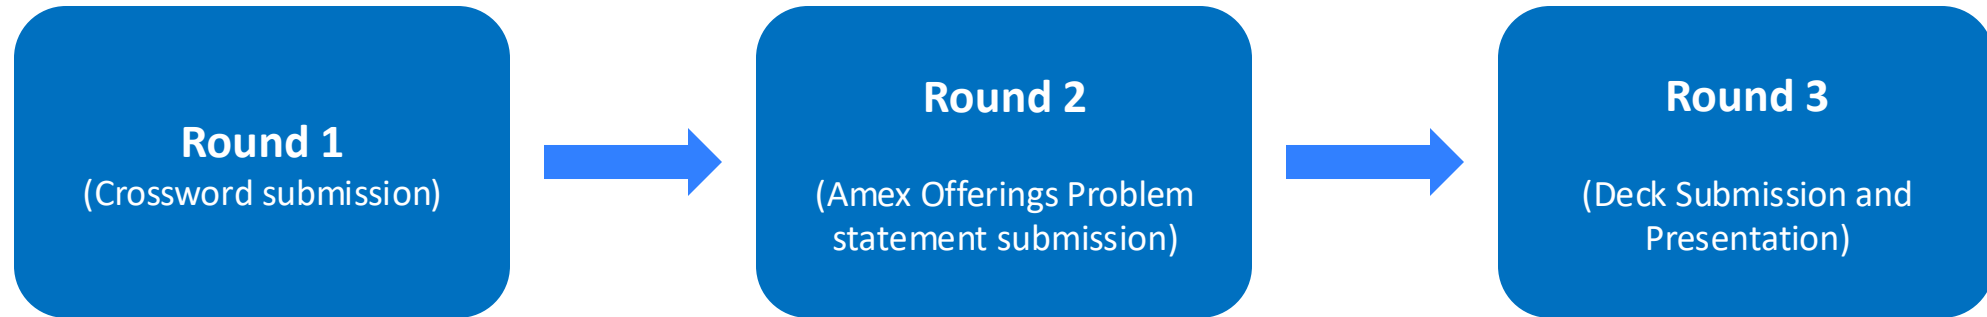 Round 1
(Crossword submission)
Round 2
(Amex Offerings Problem
statement submission)
Round 3
(Deck Submission and
Presentation)